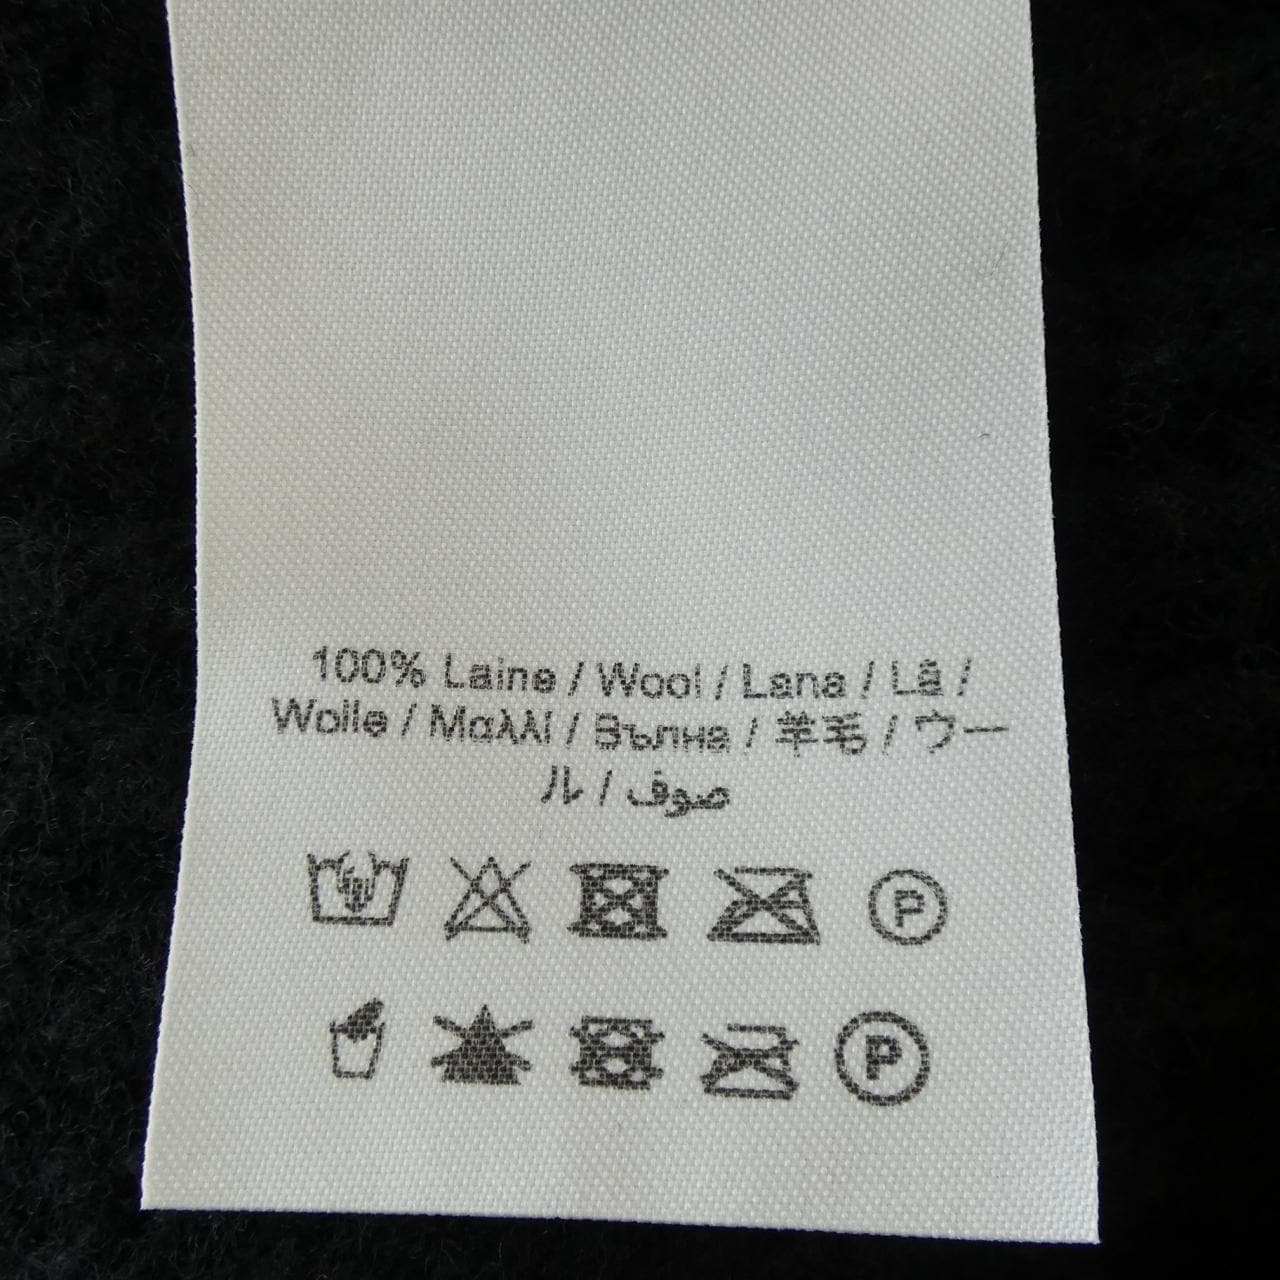 100% Laine / Wool / Lana / Lã /
Wolle / Μαλλί / Вълна / 羊毛 / ウー
ル / صوف
P
P